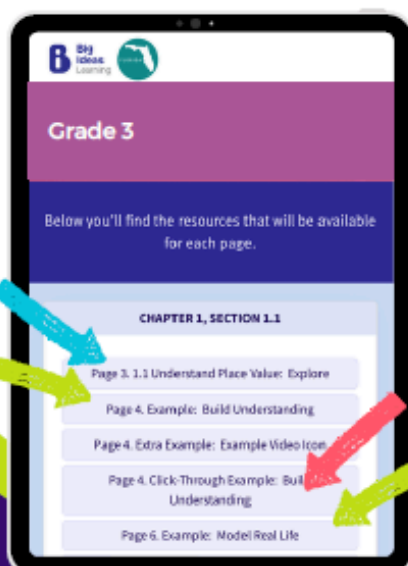 Big
Ideas
Learning
Grade 3
Below you'll find the resources that will be available
for each page.
CHAPTER 1, SECTION 1.1
Page 3. 1.1 Understand Place Value: Explore
Page 4. Example: Build Understanding
Page 4. Extra Example: Example Video Icon
Page 4. Click-Through Example:
Understanding
Page 6. Example: Model Real Life